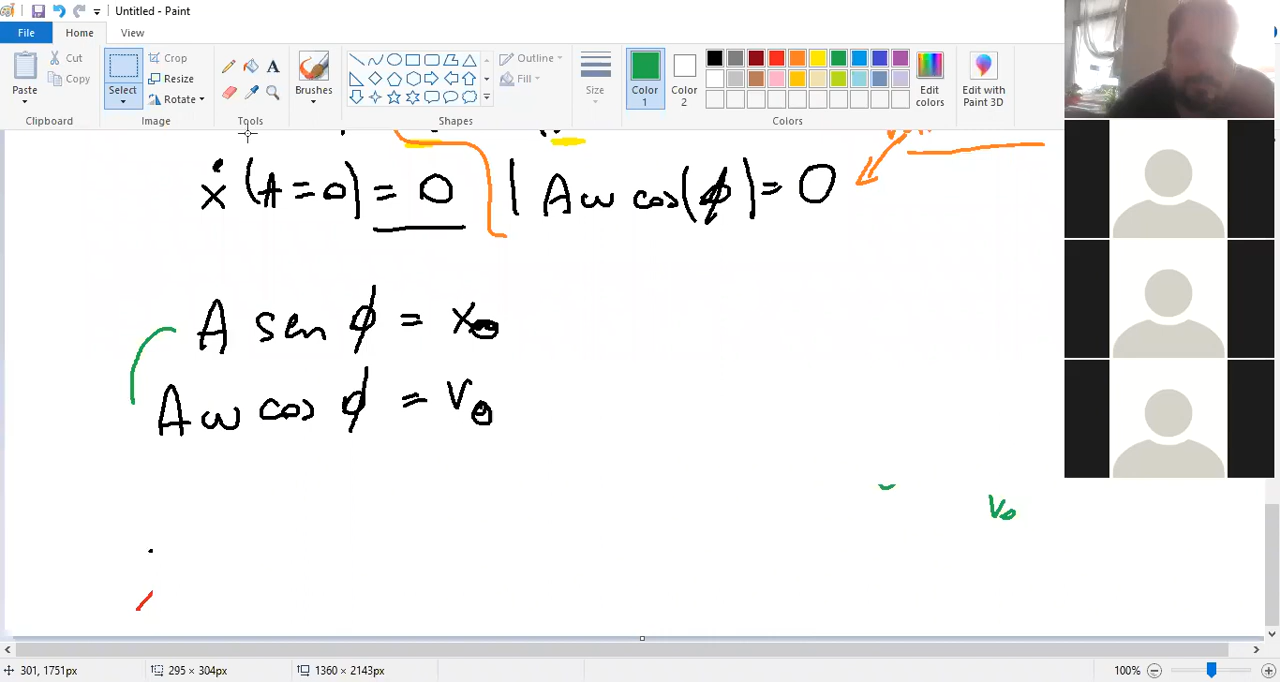 Untitled - Paint
File Home View
Paste Cut Copy
Clipboard
Select Crop Resize Rotate
Image
Tools
Brushes
Outline Fill
Shapes
Size
Color 1 Color 2 Edit colors Edit with Paint 3D
Colors
ẋ(A=0) = 0 | Aω cos(ϕ) = 0
A sen ϕ = x₀
Aω cos ϕ = v₀
v₀
301, 1751px 295 × 304px 1360 × 2143px 100%